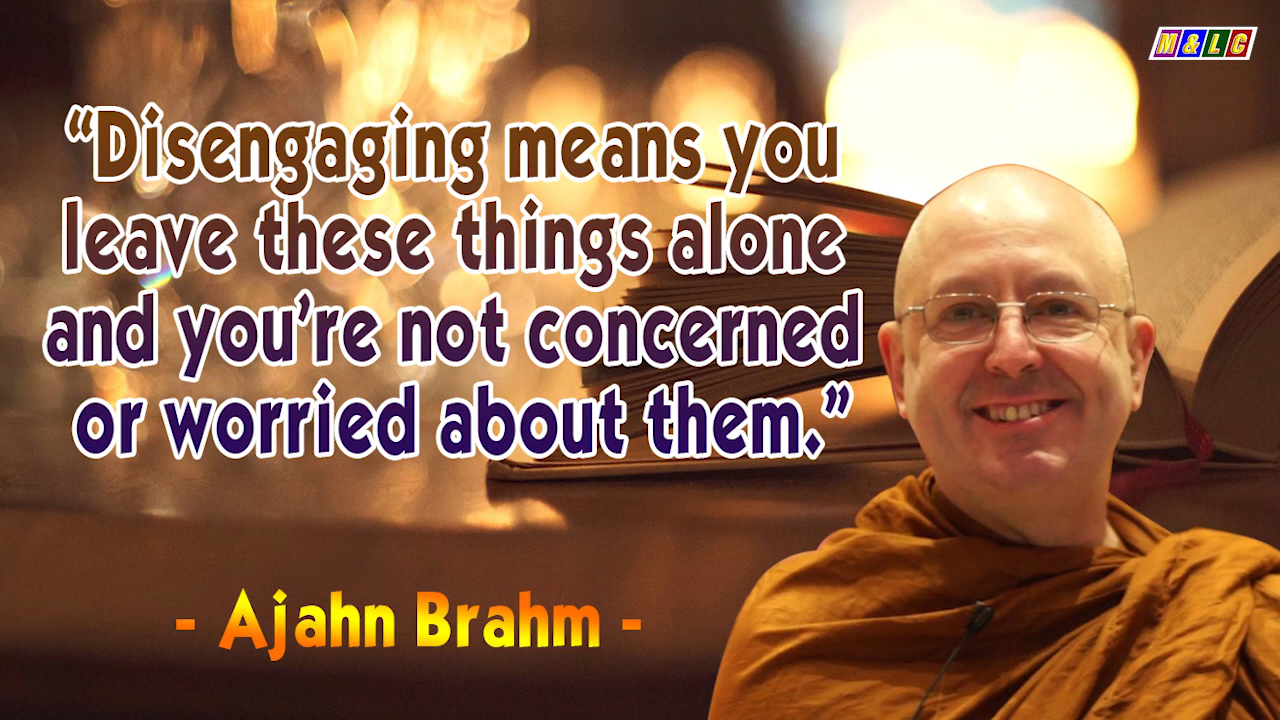 M&LC
“Disengaging means you
leave these things alone
and you’re not concerned
or worried about them.”
- Ajahn Brahm -